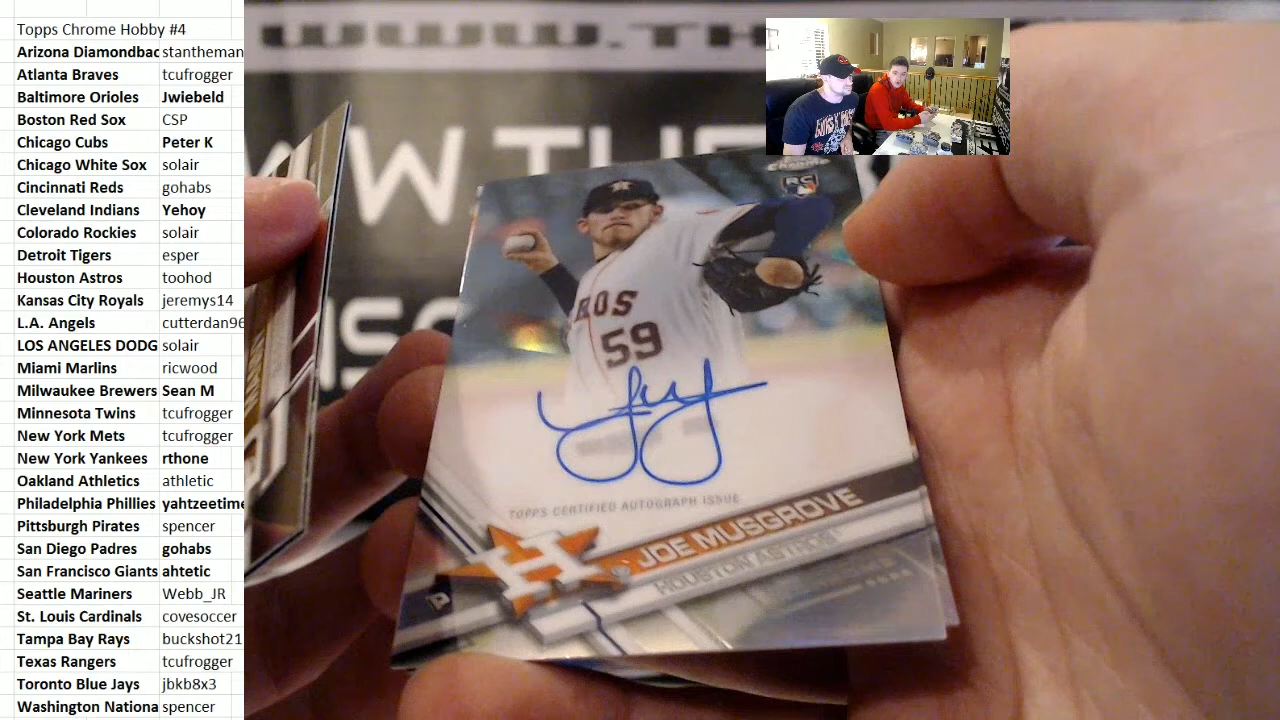 Topps Chrome Hobby #4
Arizona Diamondbac stantheman
Atlanta Braves tcufrogger
Baltimore Orioles Jwiebeld
Boston Red Sox CSP
Chicago Cubs Peter K
Chicago White Sox solair
Cincinnati Reds gohabs
Cleveland Indians Yehoy
Colorado Rockies solair
Detroit Tigers esper
Houston Astros toohod
Kansas City Royals jeremys14
L.A. Angels cutterdan96
LOS ANGELES DODG solair
Miami Marlins ricwood
Milwaukee Brewers Sean M
Minnesota Twins tcufrogger
New York Mets tcufrogger
New York Yankees rthone
Oakland Athletics athletic
Philadelphia Phillies yahtzeetime
Pittsburgh Pirates spencer
San Diego Padres gohabs
San Francisco Giants ahtetic
Seattle Mariners Webb_JR
St. Louis Cardinals covesoccer
Tampa Bay Rays buckshot21
Texas Rangers tcufrogger
Toronto Blue Jays jbkb8x3
Washington Nationa spencer
WWW.TH
W THE
CHROME
RC
ROS
59
TOPPS CERTIFIED AUTOGRAPH ISSUE
H
JOE MUSGROVE
HOUSTON ASTROS